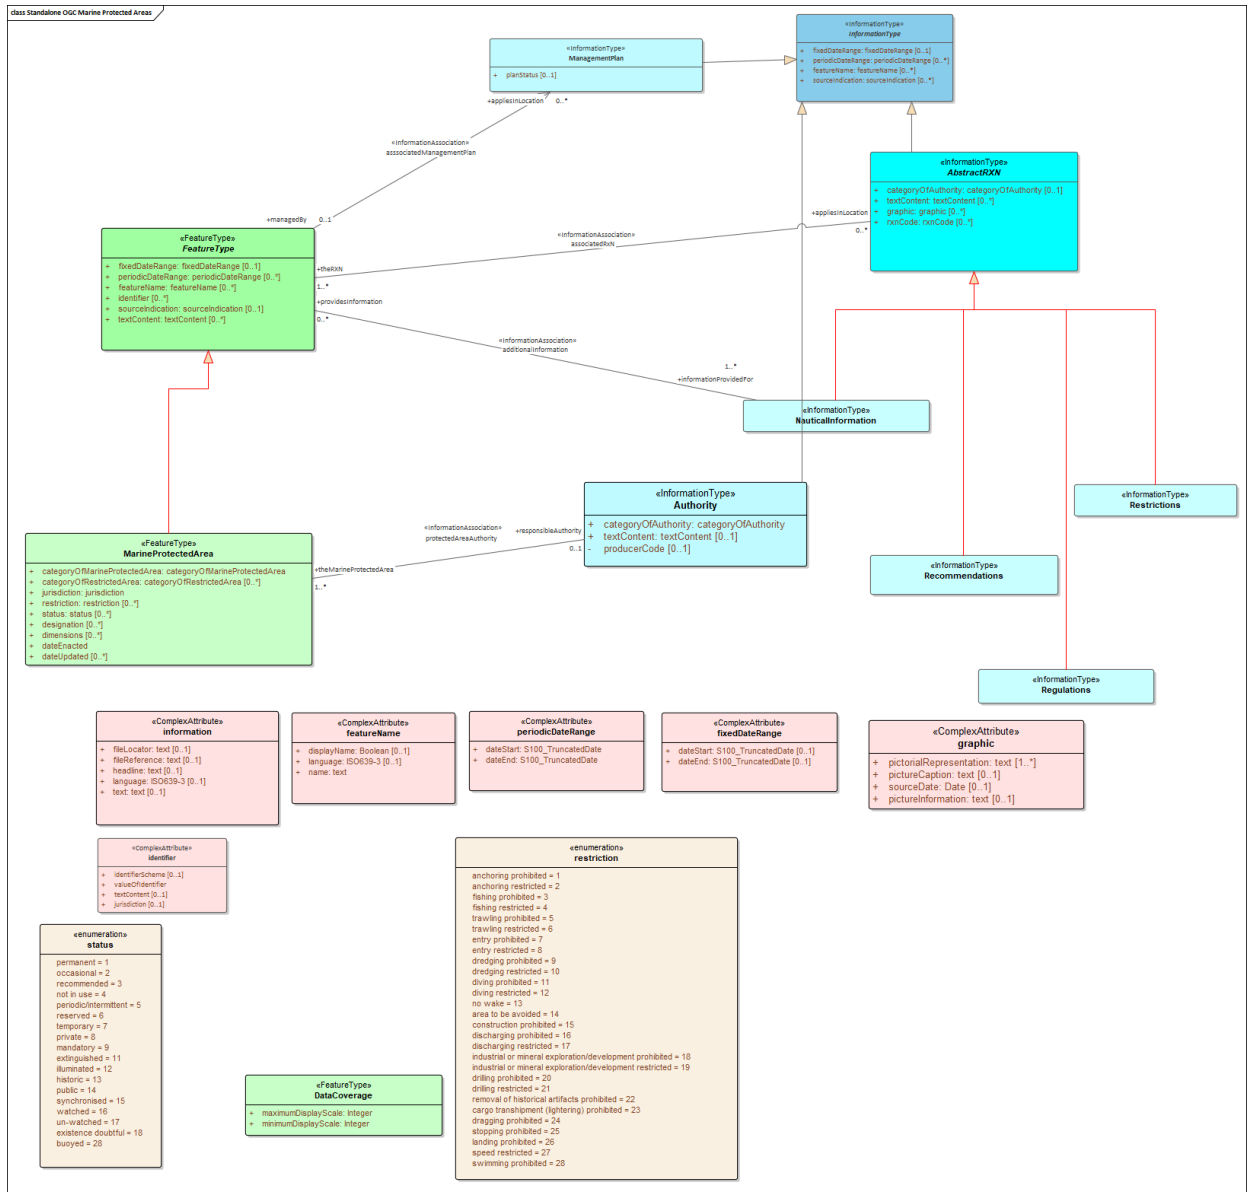 class Standalone OGC Marine Protected Areas
«InformationType»
InformationType
+ fixedDateRange: fixedDateRange [0..1]
+ periodicDateRange: periodicDateRange [0..*]
+ featureName: featureName [0..*]
+ sourceIndication: sourceIndication [0..*]
«InformationType»
ManagementPlan
+ planStatus [0..1]
+appliesInLocation 0..*
«InformationAssociation»
asssociatedManagementPlan
+managedBy 0..1
«InformationType»
AbstractRXN
+ categoryOfAuthority: categoryOfAuthority [0..1]
+ textContent: textContent [0..*]
+ graphic: graphic [0..*]
+ rxnCode: rxnCode [0..*]
+appliesInLocation
0..*
«InformationAssociation»
associatedRxN
+theRXN
1..*
«FeatureType»
FeatureType
+ fixedDateRange: fixedDateRange [0..1]
+ periodicDateRange: periodicDateRange [0..*]
+ featureName: featureName [0..*]
+ identifier [0..*]
+ sourceIndication: sourceIndication [0..1]
+ textContent: textContent [0..*]
+providesInformation
0..*
«InformationAssociation»
additionalInformation
1..*
+informationProvidedFor
«InformationType»
NauticalInformation
«InformationType»
Authority
+ categoryOfAuthority: categoryOfAuthority
+ textContent: textContent [0..1]
- producerCode [0..1]
«InformationType»
Restrictions
«InformationAssociation»
protectedAreaAuthority
+responsibleAuthority
0..1
+theMarineProtectedArea
1..*
«FeatureType»
MarineProtectedArea
+ categoryOfMarineProtectedArea: categoryOfMarineProtectedArea
+ categoryOfRestrictedArea: categoryOfRestrictedArea [0..*]
+ jurisdiction: jurisdiction
+ restriction: restriction [0..*]
+ status: status [0..*]
+ designation [0..*]
+ dimensions [0..*]
+ dateEnacted
+ dateUpdated [0..*]
«InformationType»
Recommendations
«InformationType»
Regulations
«ComplexAttribute»
information
+ fileLocator: text [0..1]
+ fileReference: text [0..1]
+ headline: text [0..1]
+ language: ISO639-3 [0..1]
+ text: text [0..1]
«ComplexAttribute»
featureName
+ displayName: Boolean [0..1]
+ language: ISO639-3 [0..1]
+ name: text
«ComplexAttribute»
periodicDateRange
+ dateStart: S100_TruncatedDate
+ dateEnd: S100_TruncatedDate
«ComplexAttribute»
fixedDateRange
+ dateStart: S100_TruncatedDate [0..1]
+ dateEnd: S100_TruncatedDate [0..1]
«ComplexAttribute»
graphic
+ pictorialRepresentation: text [1..*]
+ pictureCaption: text [0..1]
+ sourceDate: Date [0..1]
+ pictureInformation: text [0..1]
«ComplexAttribute»
identifier
+ identifierScheme [0..1]
+ valueOfIdentifier
+ textContent [0..1]
+ jurisdiction [0..1]
«enumeration»
status
permanent = 1
occasional = 2
recommended = 3
not in use = 4
periodic/intermittent = 5
reserved = 6
temporary = 7
private = 8
mandatory = 9
extinguished = 11
illuminated = 12
historic = 13
public = 14
synchronised = 15
watched = 16
un-watched = 17
existence doubtful = 18
buoyed = 28
«FeatureType»
DataCoverage
+ maximumDisplayScale: Integer
+ minimumDisplayScale: Integer
«enumeration»
restriction
anchoring prohibited = 1
anchoring restricted = 2
fishing prohibited = 3
fishing restricted = 4
trawling prohibited = 5
trawling restricted = 6
entry prohibited = 7
entry restricted = 8
dredging prohibited = 9
dredging restricted = 10
diving prohibited = 11
diving restricted = 12
no wake = 13
area to be avoided = 14
construction prohibited = 15
discharging prohibited = 16
discharging restricted = 17
industrial or mineral exploration/development prohibited = 18
industrial or mineral exploration/development restricted = 19
drilling prohibited = 20
drilling restricted = 21
removal of historical artifacts prohibited = 22
cargo transhipment (lightering) prohibited = 23
dragging prohibited = 24
stopping prohibited = 25
landing prohibited = 26
speed restricted = 27
swimming prohibited = 28